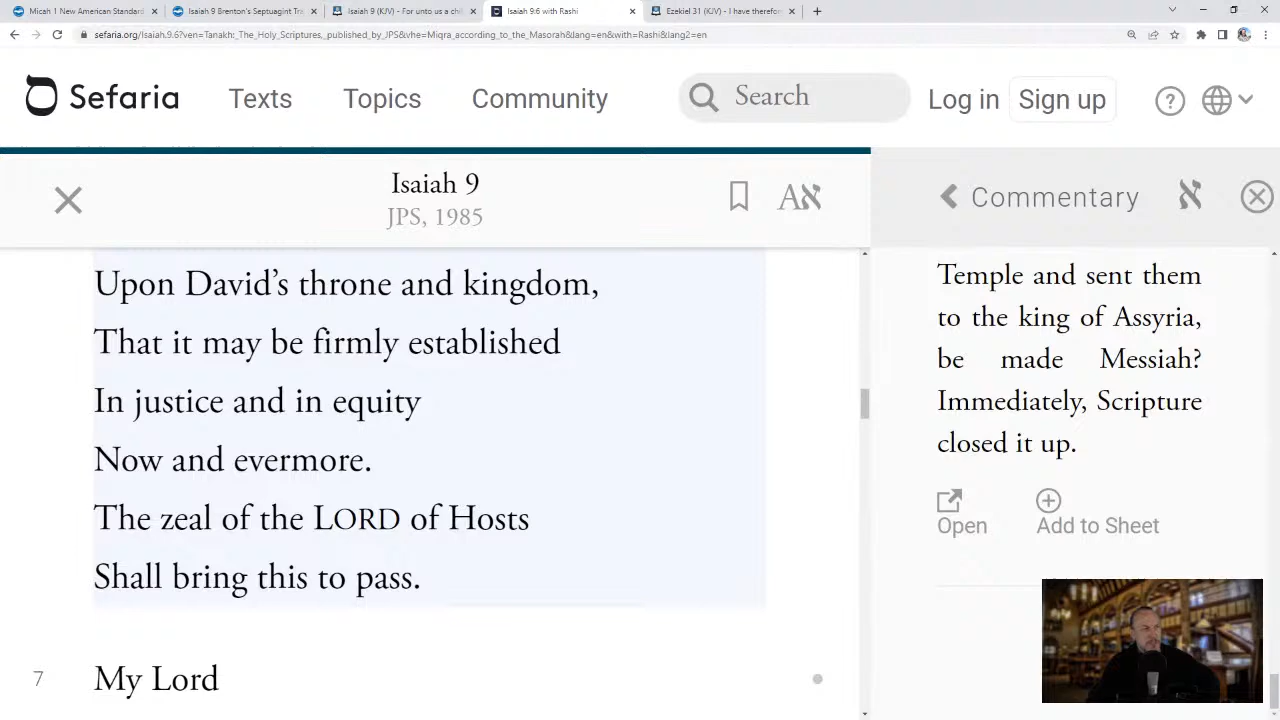 Micah 1 New American Standard
Isaiah 9 Brenton's Septuagint Tra
Isaiah 9 (KJV) - For unto us a chi
Isaiah 9:6 with Rashi
Ezekiel 31 (KJV) - I have therefor
sefaria.org/Isaiah.9.6?ven=Tanakh:_The_Holy_Scriptures,_published_by_JPS&vhe=Miqra_according_to_the_Masorah&lang=en&with=Rashi&lang2=en
Sefaria
Texts
Topics
Community
Search
Log in
Sign up
Isaiah 9
JPS, 1985
Aא
Commentary
א
Upon David’s throne and kingdom,
That it may be firmly established
In justice and in equity
Now and evermore.
The zeal of the LORD of Hosts
Shall bring this to pass.
7 My Lord
Temple and sent them
to the king of Assyria,
be made Messiah?
Immediately, Scripture
closed it up.
Open
Add to Sheet